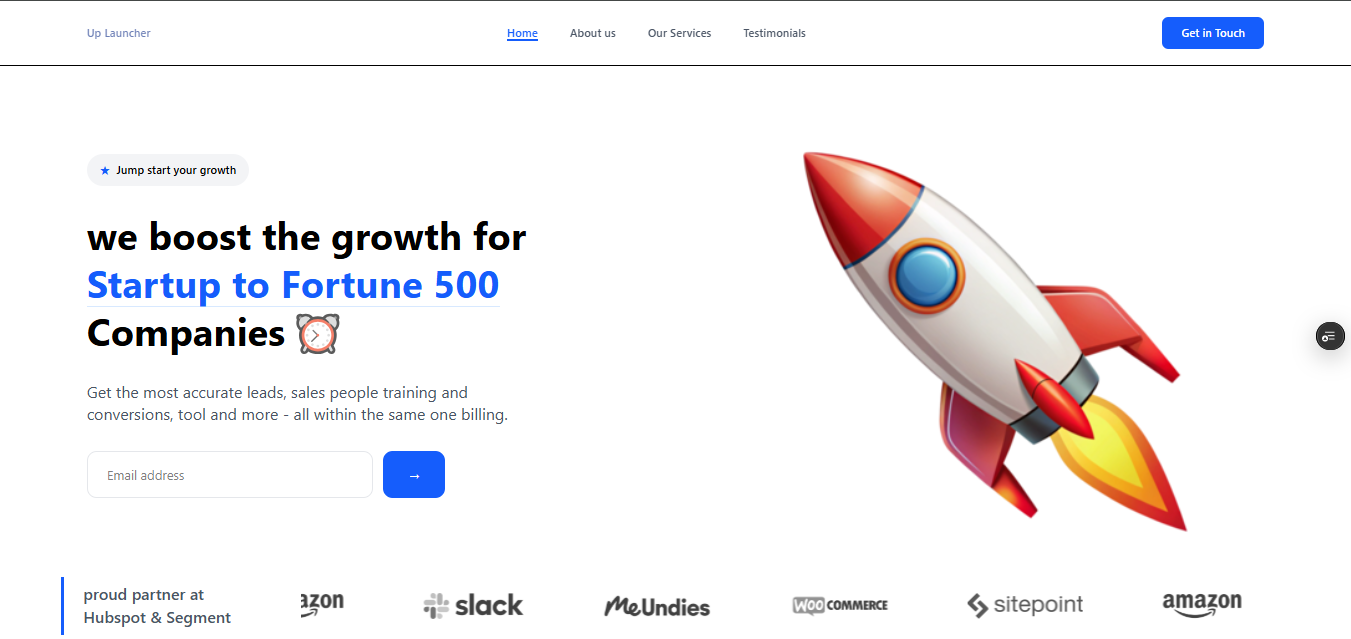 Up Launcher
Home
About us
Our Services
Testimonials
Get in Touch
★ Jump start your growth
we boost the growth for
Startup to Fortune 500
Companies ⏰
Get the most accurate leads, sales people training and
conversions, tool and more - all within the same one billing.
Email address
→
proud partner at
Hubspot & Segment
azon
slack
MeUndies
WOO COMMERCE
sitepoint
amazon